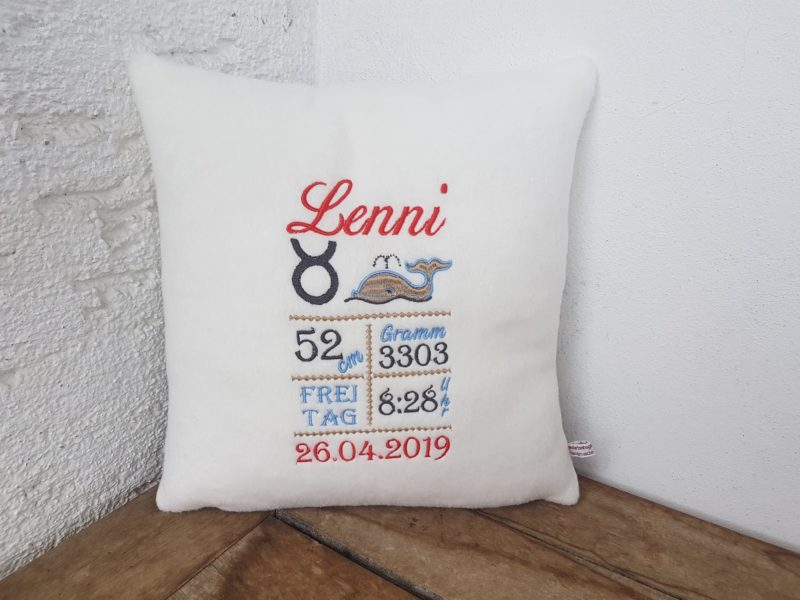 Lenni
52 cm
Gramm
3303
FREI
TAG
8:28 Uhr
26.04.2019